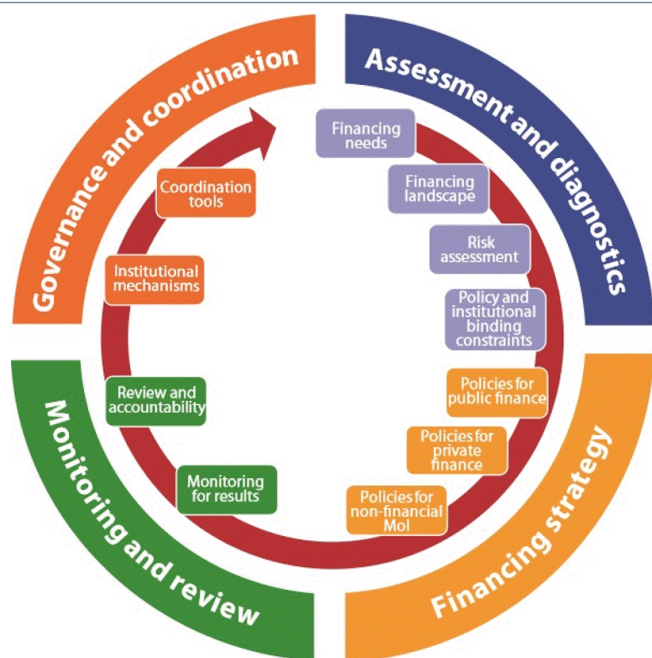 Assessment and diagnostics
Financing
needs
Financing
landscape
Risk
assessment
Policy and
institutional
binding
constraints
Financing strategy
Policies for
public finance
Policies for
private
finance
Policies for
non-financial
MoI
Monitoring and review
Monitoring
for results
Review and
accountability
Governance and coordination
Institutional
mechanisms
Coordination
tools